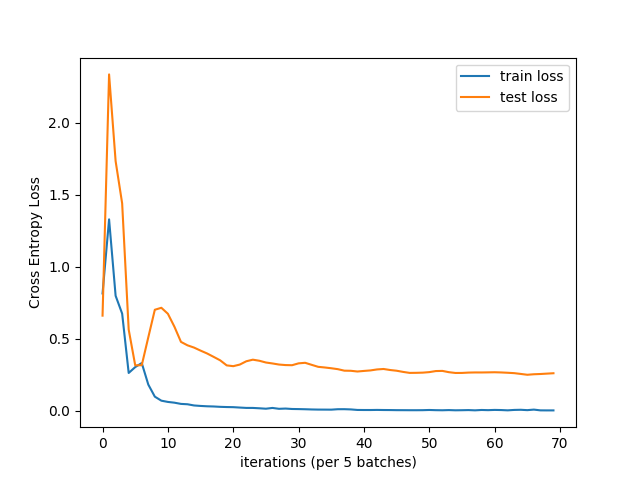 train loss
test loss
2.0
1.5
1.0
0.5
0.0
Cross Entropy Loss
0 10 20 30 40 50 60 70
iterations (per 5 batches)